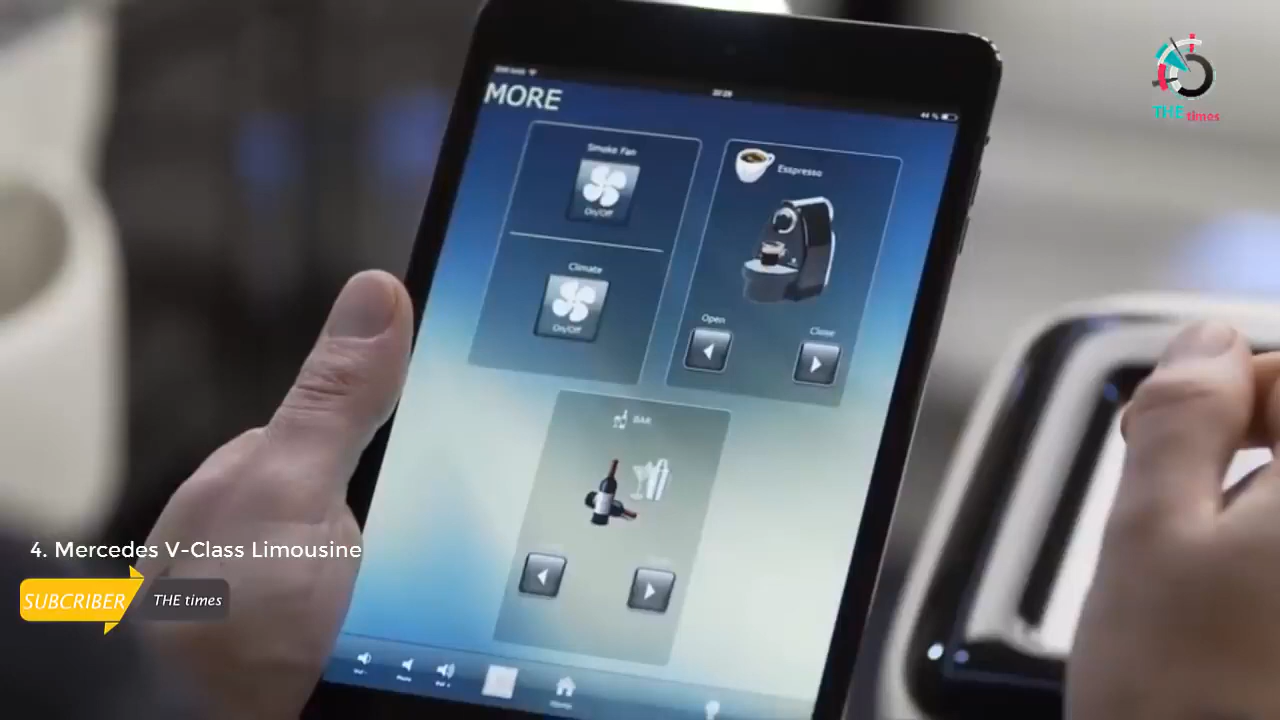 MORE
Smoke Fan
On/Off
Climate
On/Off
Esspresso
Open
Close
BAR
4. Mercedes V-Class Limousine
SUBCRIBER
THE times
THE times